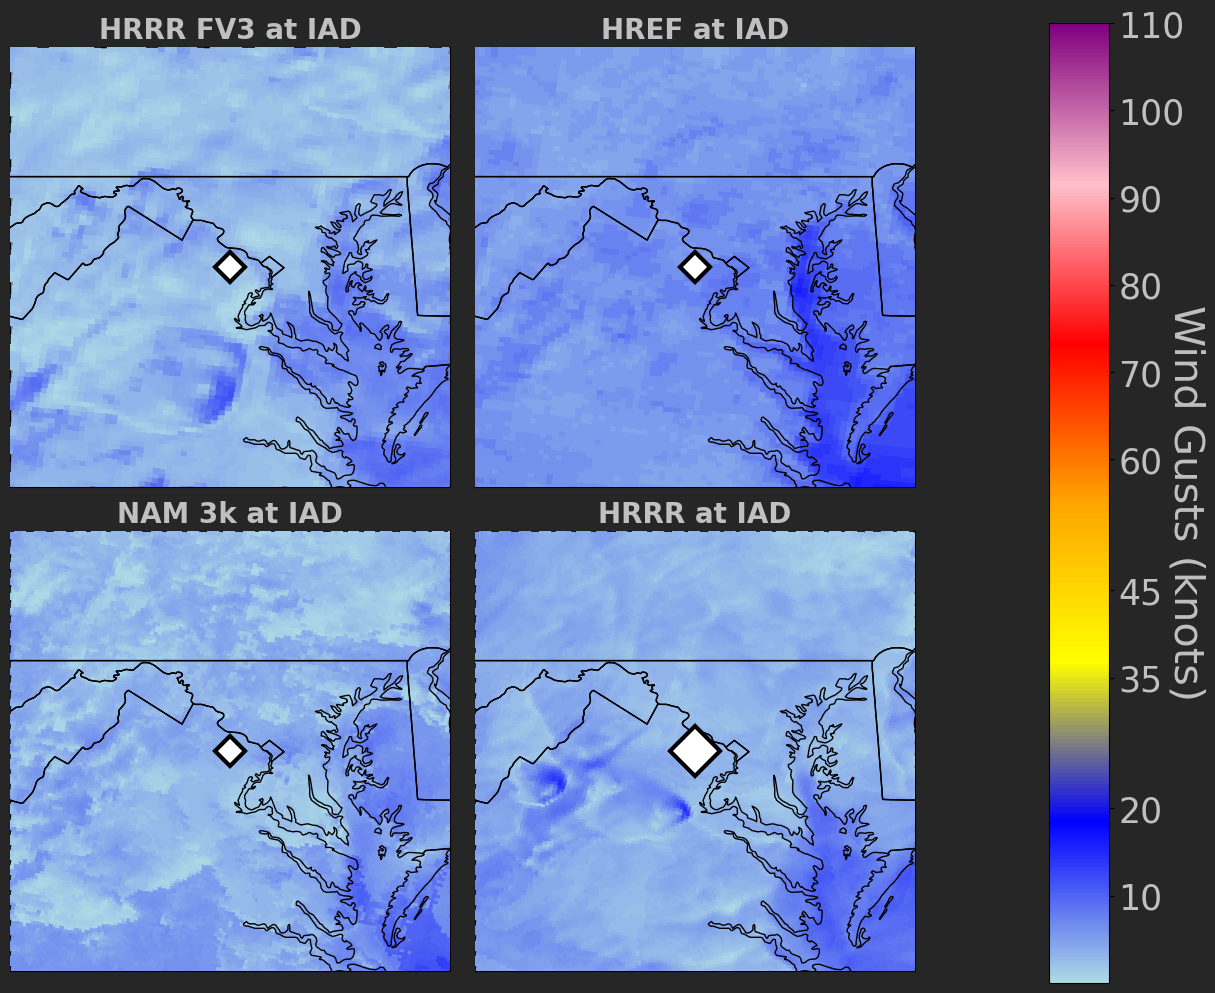 HRRR FV3 at IAD
HREF at IAD
NAM 3k at IAD
HRRR at IAD
110
100
90
80
70
60
45
35
20
10
Wind Gusts (knots)